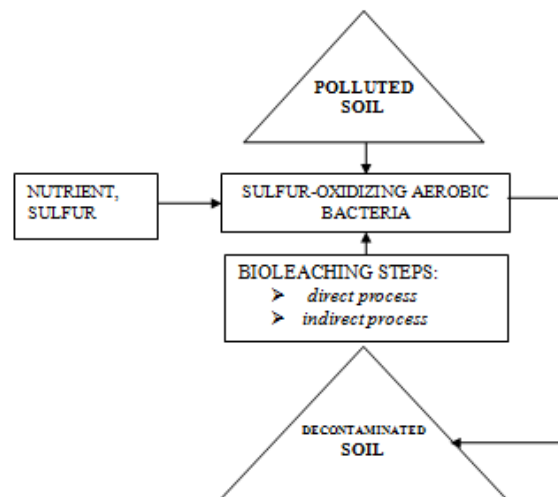 POLLUTED
SOIL
NUTRIENT,
SULFUR
SULFUR-OXIDIZING AEROBIC
BACTERIA
BIOLEACHING STEPS:
➤ direct process
➤ indirect process
DECONTAMINATED
SOIL